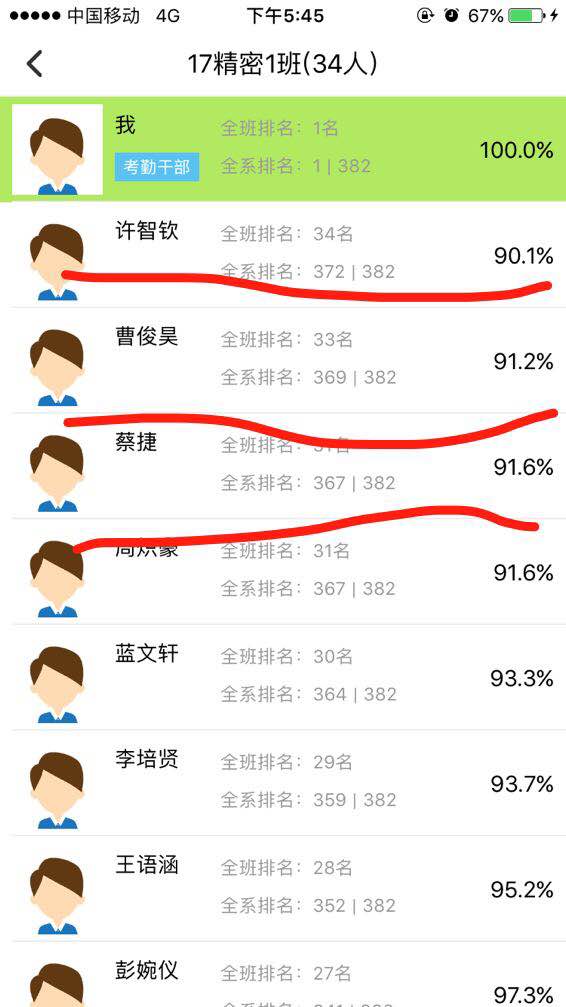 中国移动 4G 下午5:45 67%
17精密1班(34人)
我 全班排名：1名
考勤干部 全系排名：1 | 382 100.0%
许智钦 全班排名：34名
全系排名：372 | 382 90.1%
曹俊昊 全班排名：33名
全系排名：369 | 382 91.2%
蔡捷 全班排名：31名
全系排名：367 | 382 91.6%
全班排名：31名
全系排名：367 | 382 91.6%
蓝文轩 全班排名：30名
全系排名：364 | 382 93.3%
李培贤 全班排名：29名
全系排名：359 | 382 93.7%
王语涵 全班排名：28名
全系排名：352 | 382 95.2%
彭婉仪 全班排名：27名
97.3%